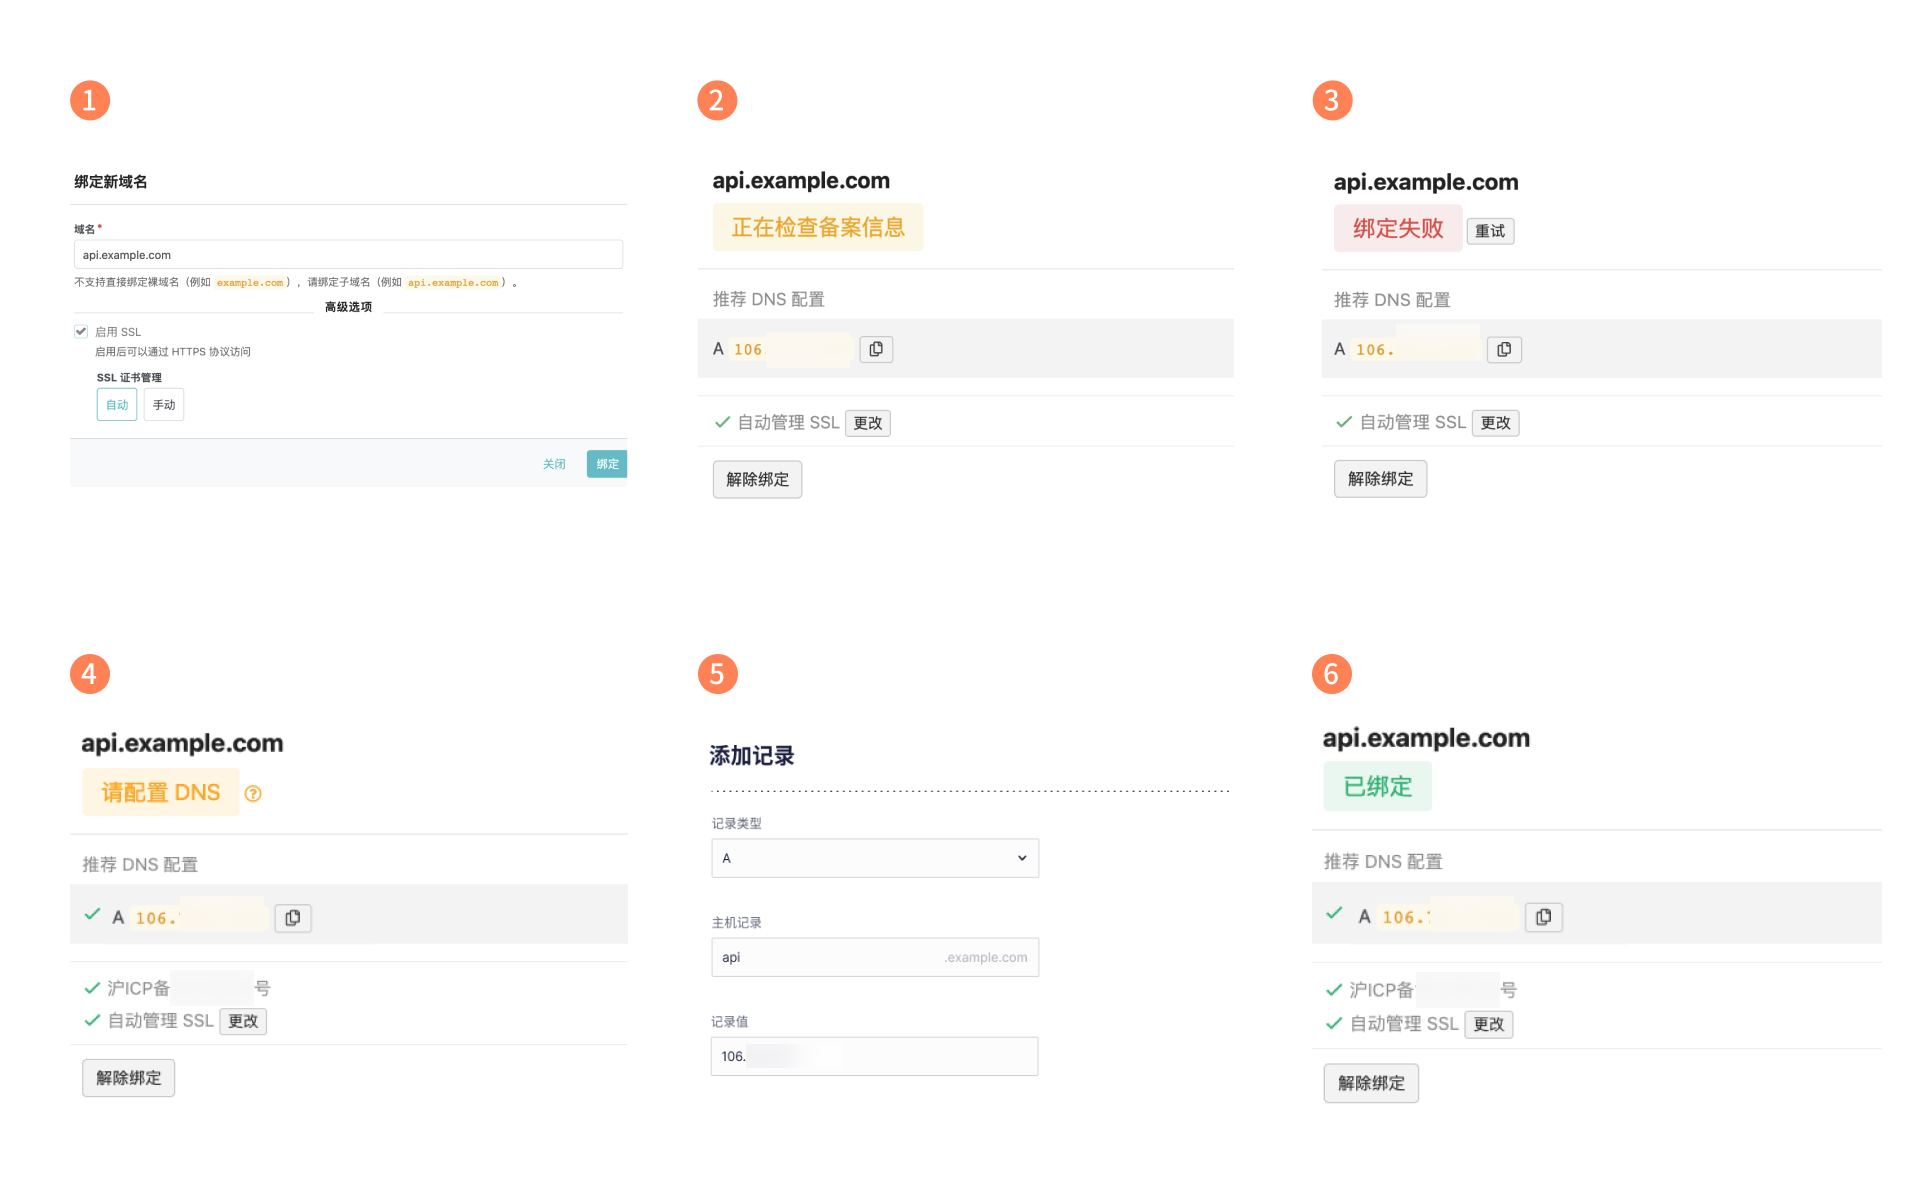 1
绑定新域名
域名*
api.example.com
不支持直接绑定裸域名（例如 example.com），请绑定子域名（例如 api.example.com）。
高级选项
启用 SSL
启用后可以通过 HTTPS 协议访问
SSL 证书管理
自动 手动
关闭 绑定
2
api.example.com
正在检查备案信息
推荐 DNS 配置
A 106
自动管理 SSL 更改
解除绑定
3
api.example.com
绑定失败 重试
推荐 DNS 配置
A 106.
自动管理 SSL 更改
解除绑定
4
api.example.com
请配置 DNS ?
推荐 DNS 配置
A 106.
沪ICP备 号
自动管理 SSL 更改
解除绑定
5
添加记录
记录类型
A
主机记录
api .example.com
记录值
106.
6
api.example.com
已绑定
推荐 DNS 配置
A 106.
沪ICP备 号
自动管理 SSL 更改
解除绑定